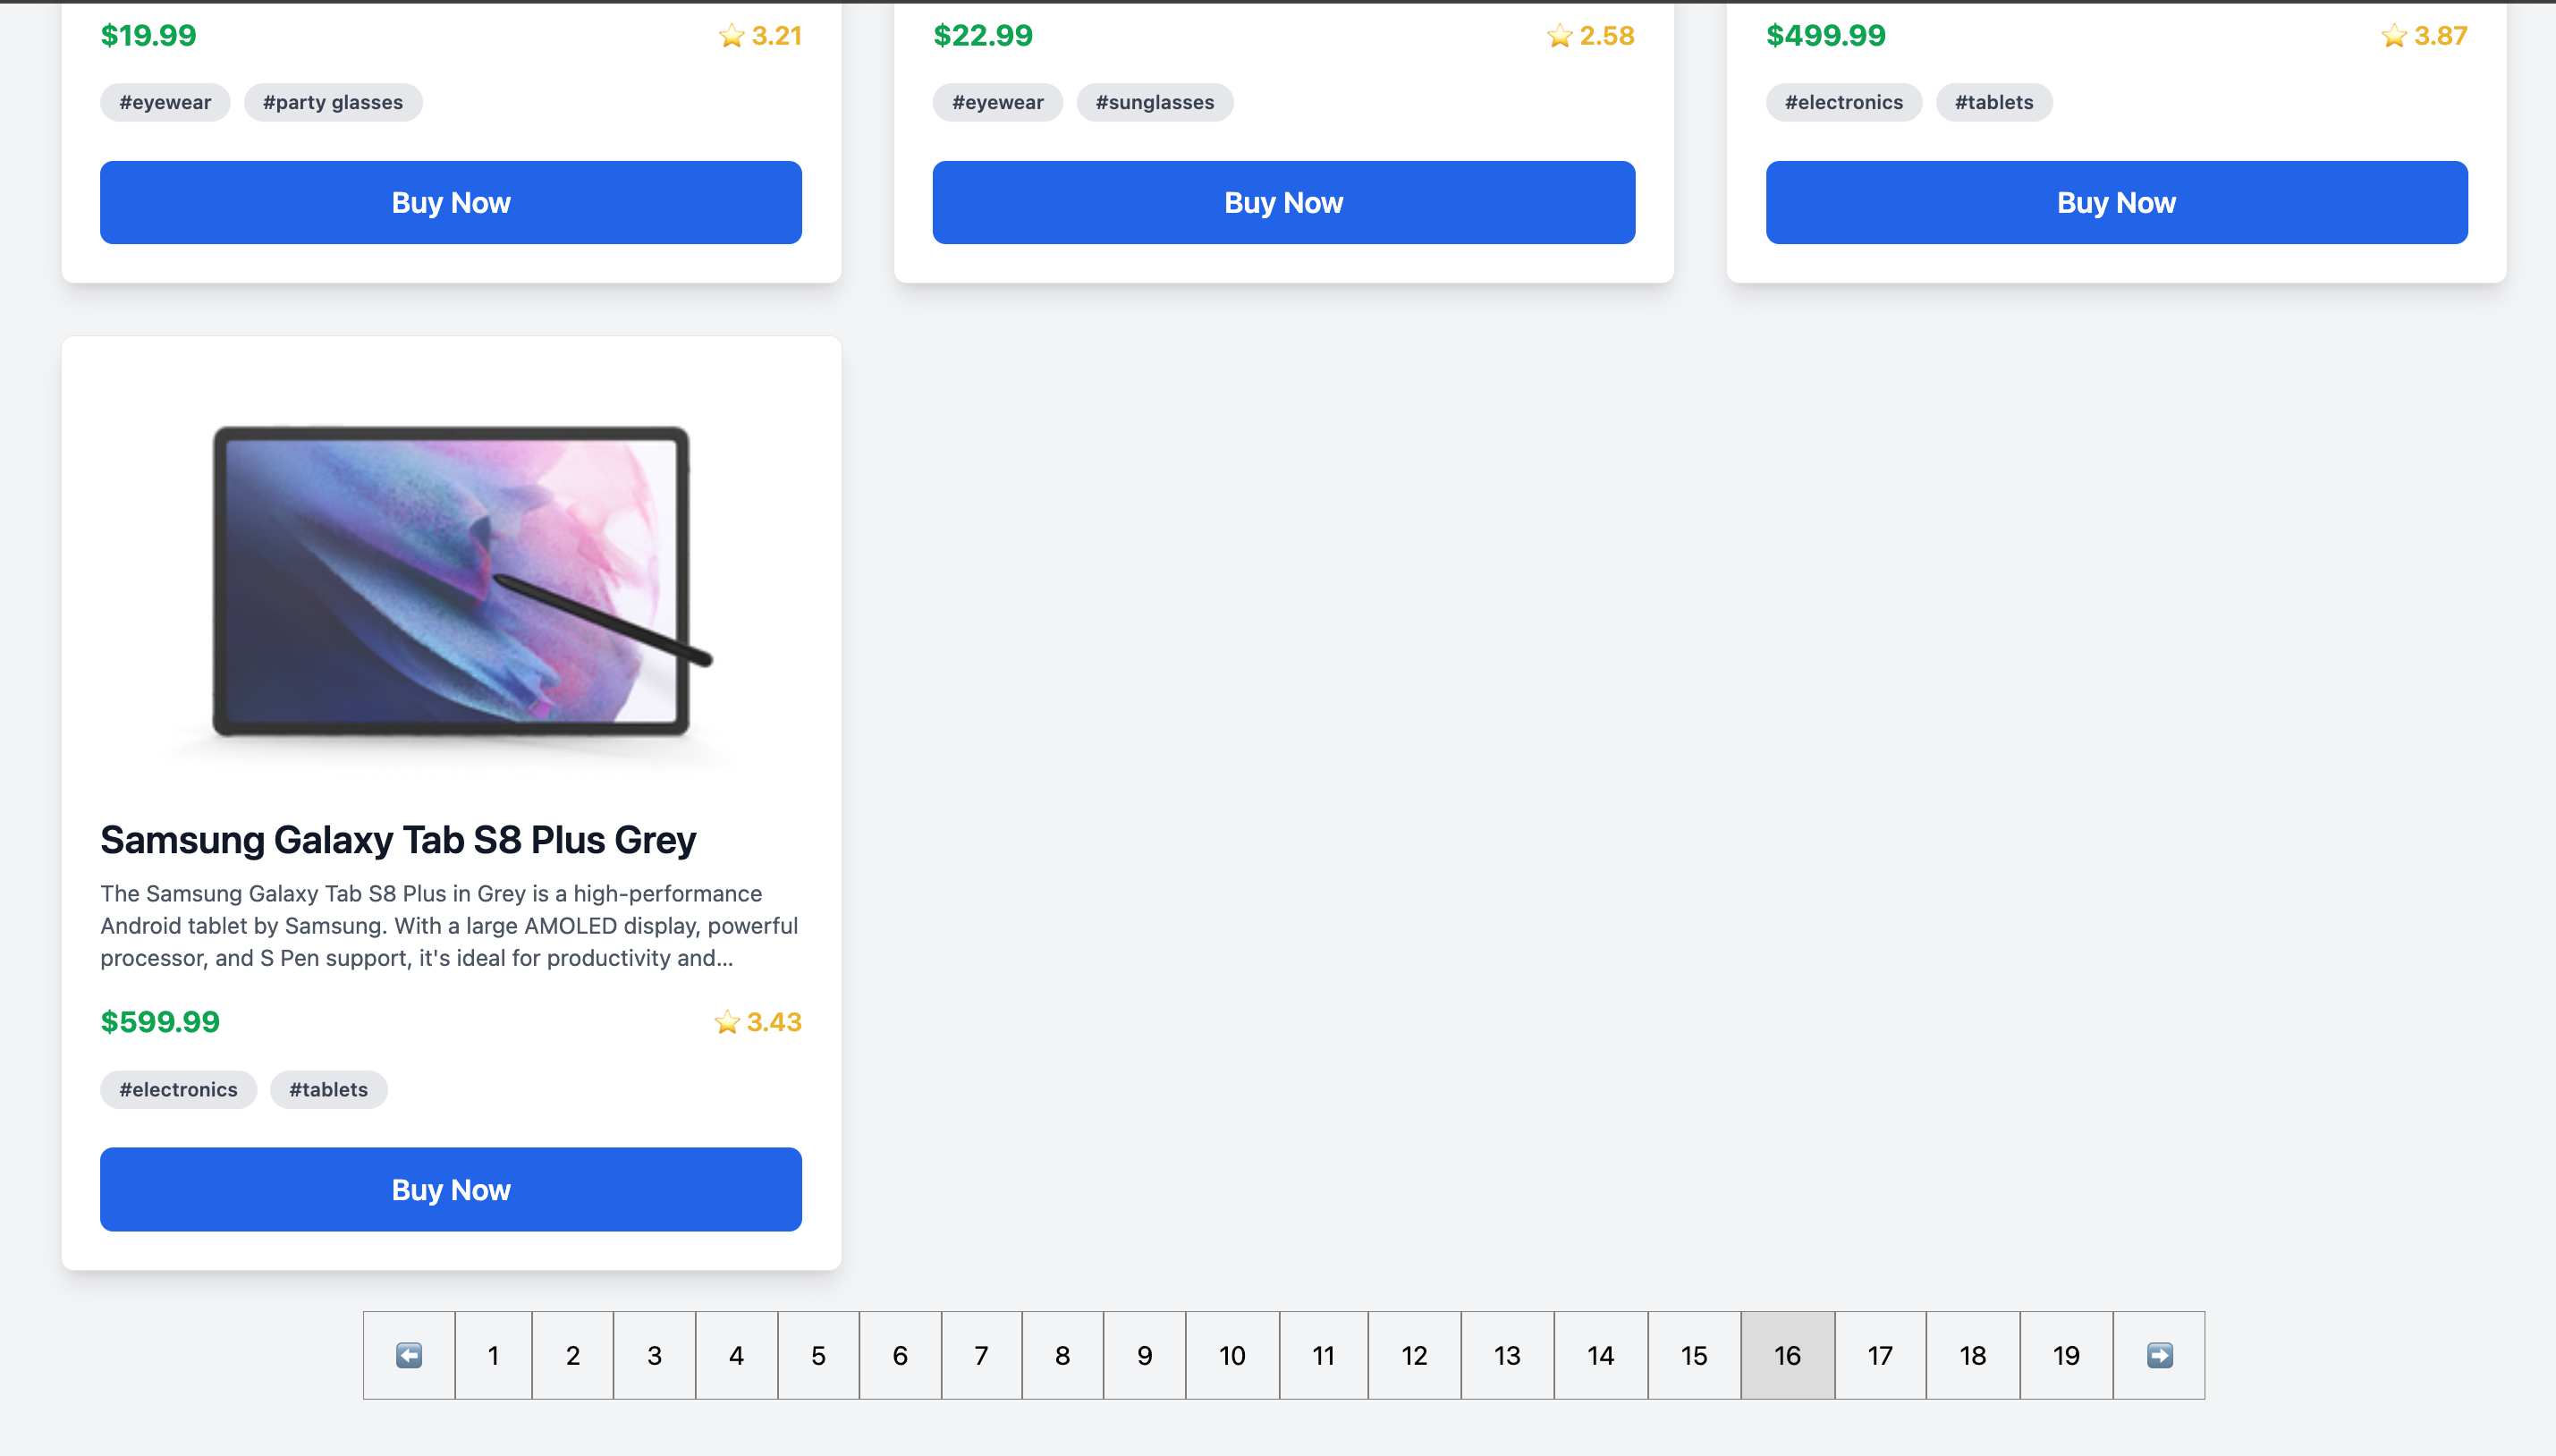 $19.99 ⭐ 3.21
#eyewear #party glasses
Buy Now
$22.99 ⭐ 2.58
#eyewear #sunglasses
Buy Now
$499.99 ⭐ 3.87
#electronics #tablets
Buy Now
Samsung Galaxy Tab S8 Plus Grey
The Samsung Galaxy Tab S8 Plus in Grey is a high-performance
Android tablet by Samsung. With a large AMOLED display, powerful
processor, and S Pen support, it's ideal for productivity and...
$599.99 ⭐ 3.43
#electronics #tablets
Buy Now
⬅️ 1 2 3 4 5 6 7 8 9 10 11 12 13 14 15 16 17 18 19 ➡️